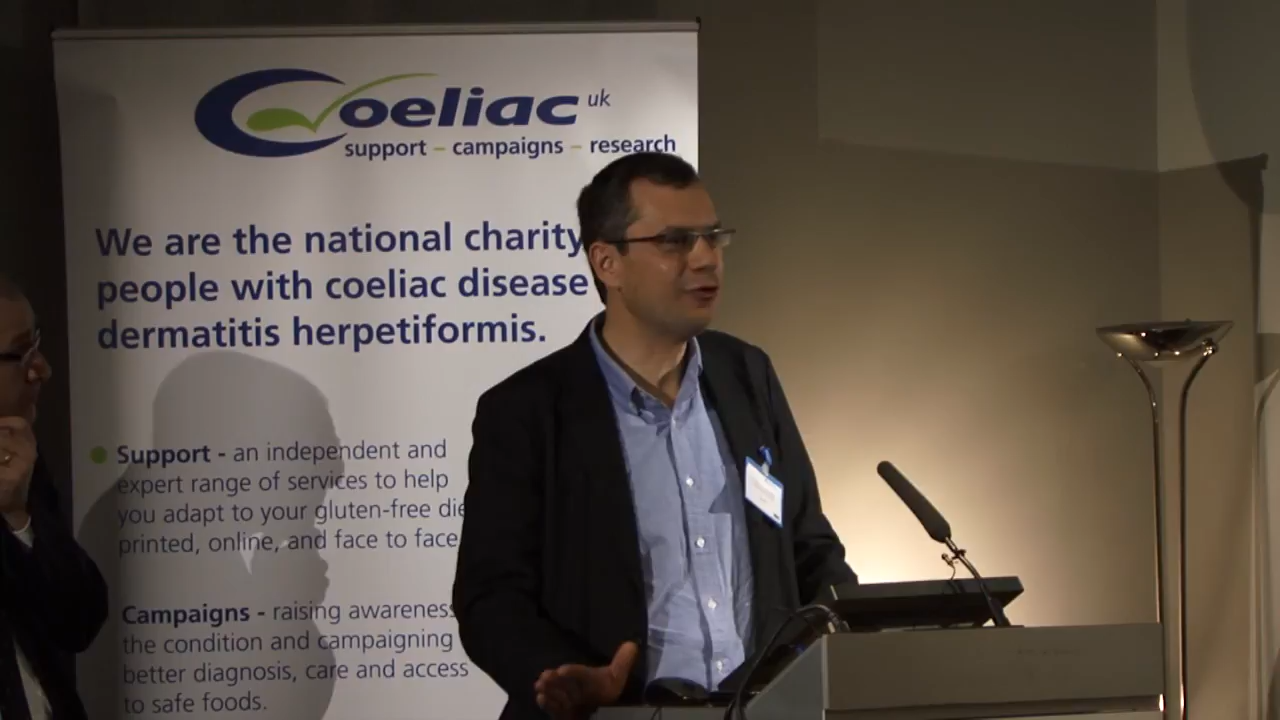 Coeliac uk
support – campaigns – research
We are the national charity
people with coeliac disease
dermatitis herpetiformis.
Support - an independent and
expert range of services to help
you adapt to your gluten-free die
printed, online, and face to face
Campaigns - raising awareness
the condition and campaigning
better diagnosis, care and access
to safe foods.